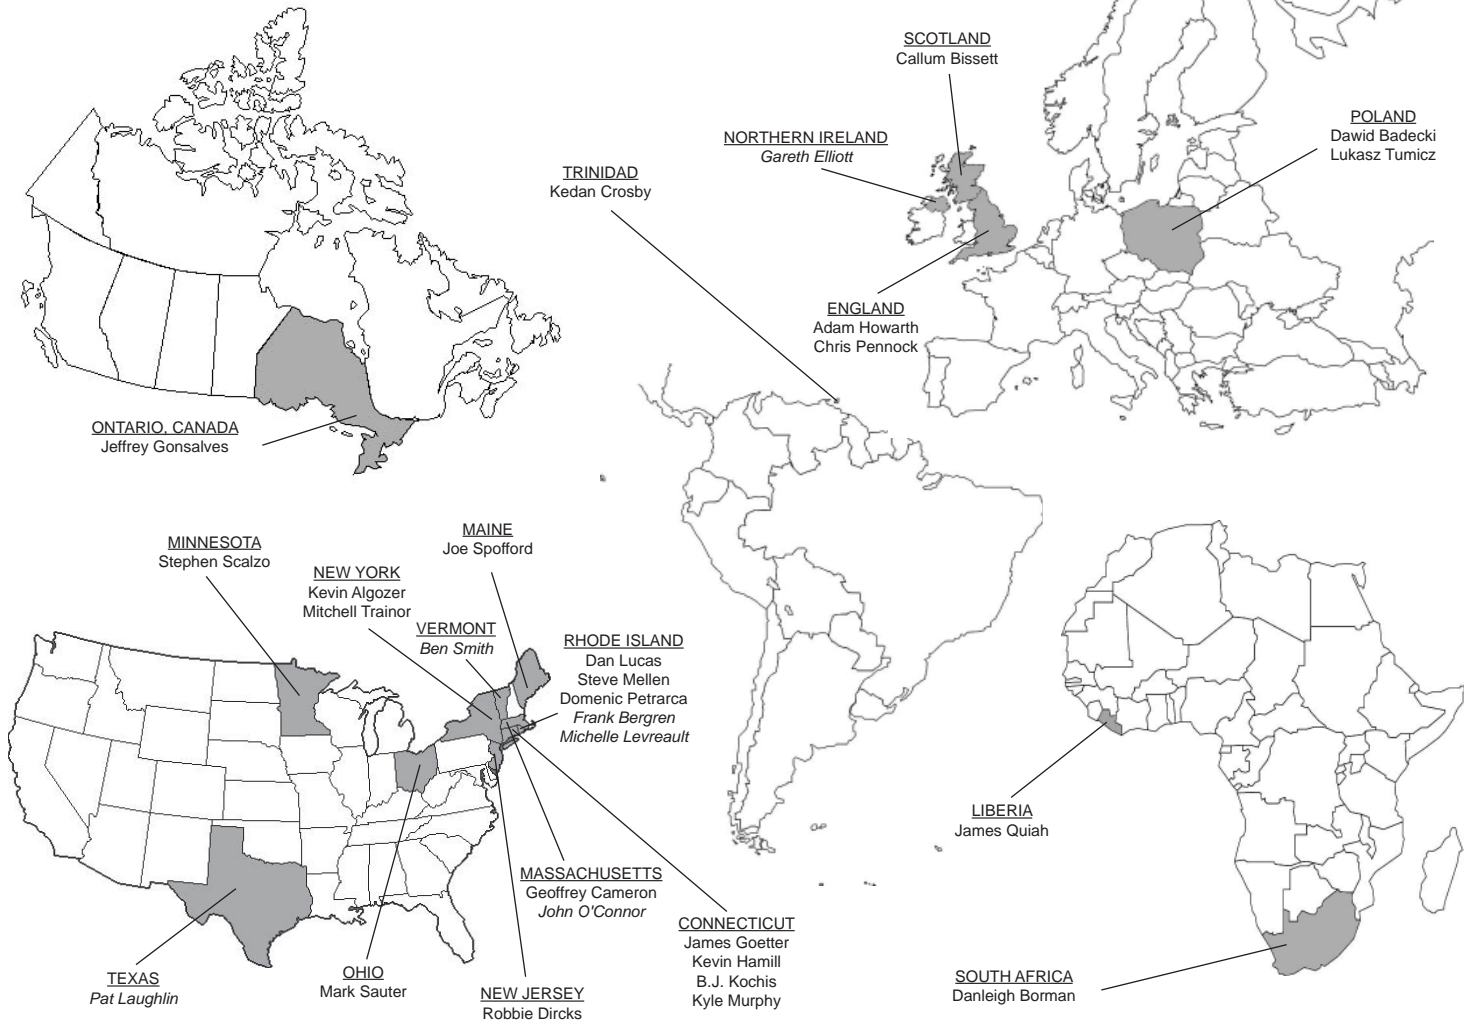 SCOTLAND
Callum Bissett
NORTHERN IRELAND
Gareth Elliott
POLAND
Dawid Badecki
Lukasz Tumicz
TRINIDAD
Kedan Crosby
ENGLAND
Adam Howarth
Chris Pennock
ONTARIO, CANADA
Jeffrey Gonsalves
MAINE
Joe Spofford
MINNESOTA
Stephen Scalzo
NEW YORK
Kevin Algozer
Mitchell Trainor
VERMONT
Ben Smith
RHODE ISLAND
Dan Lucas
Steve Mellen
Domenic Petrarca
Frank Bergren
Michelle Levreault
LIBERIA
James Quiah
MASSACHUSETTS
Geoffrey Cameron
John O'Connor
CONNECTICUT
James Goetter
Kevin Hamill
B.J. Kochis
Kyle Murphy
TEXAS
Pat Laughlin
OHIO
Mark Sauter
NEW JERSEY
Robbie Dircks
SOUTH AFRICA
Danleigh Borman